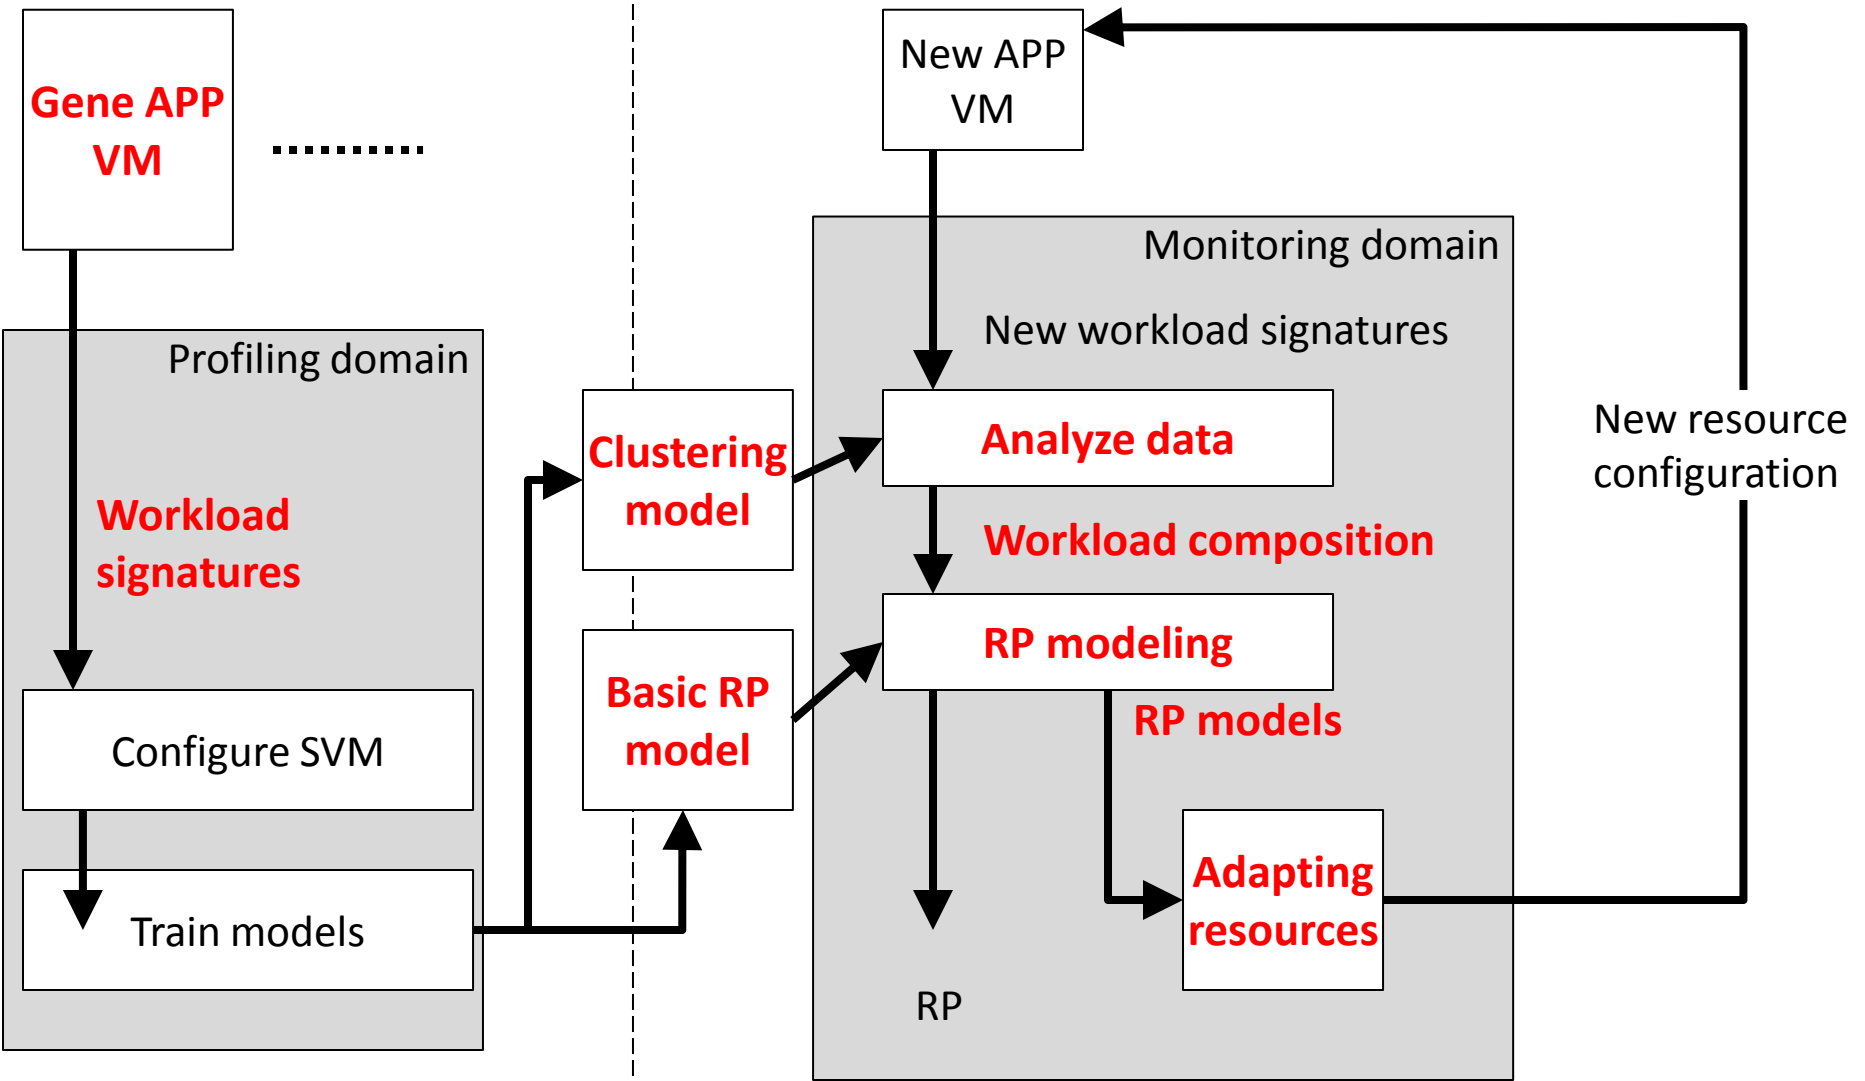 Gene APP
VM
Profiling domain
Workload
signatures
Configure SVM
Train models
Clustering
model
Basic RP
model
New APP
VM
Monitoring domain
New workload signatures
Analyze data
Workload composition
RP modeling
RP models
Adapting
resources
RP
New resource
configuration